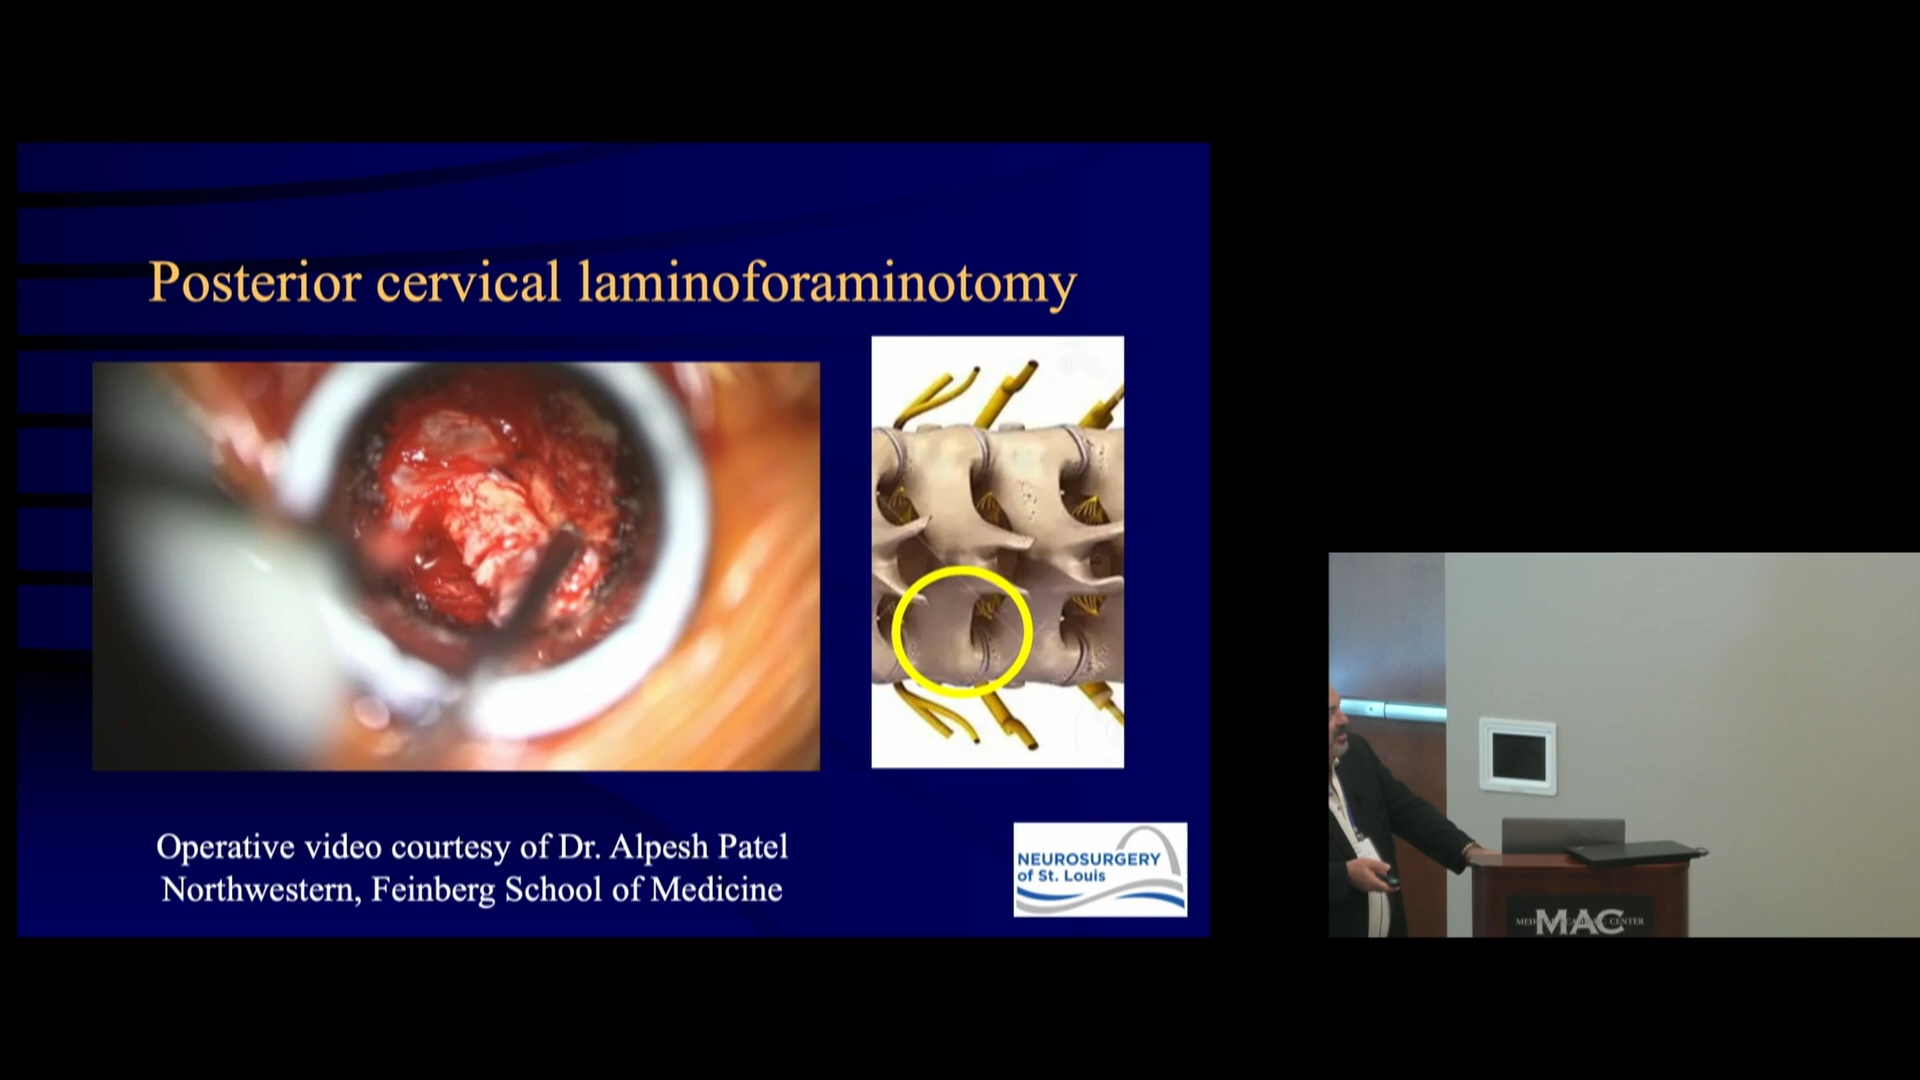 Posterior cervical laminoforaminotomy
Operative video courtesy of Dr. Alpesh Patel
Northwestern, Feinberg School of Medicine
NEUROSURGERY
of St. Louis
MAC
CENTER